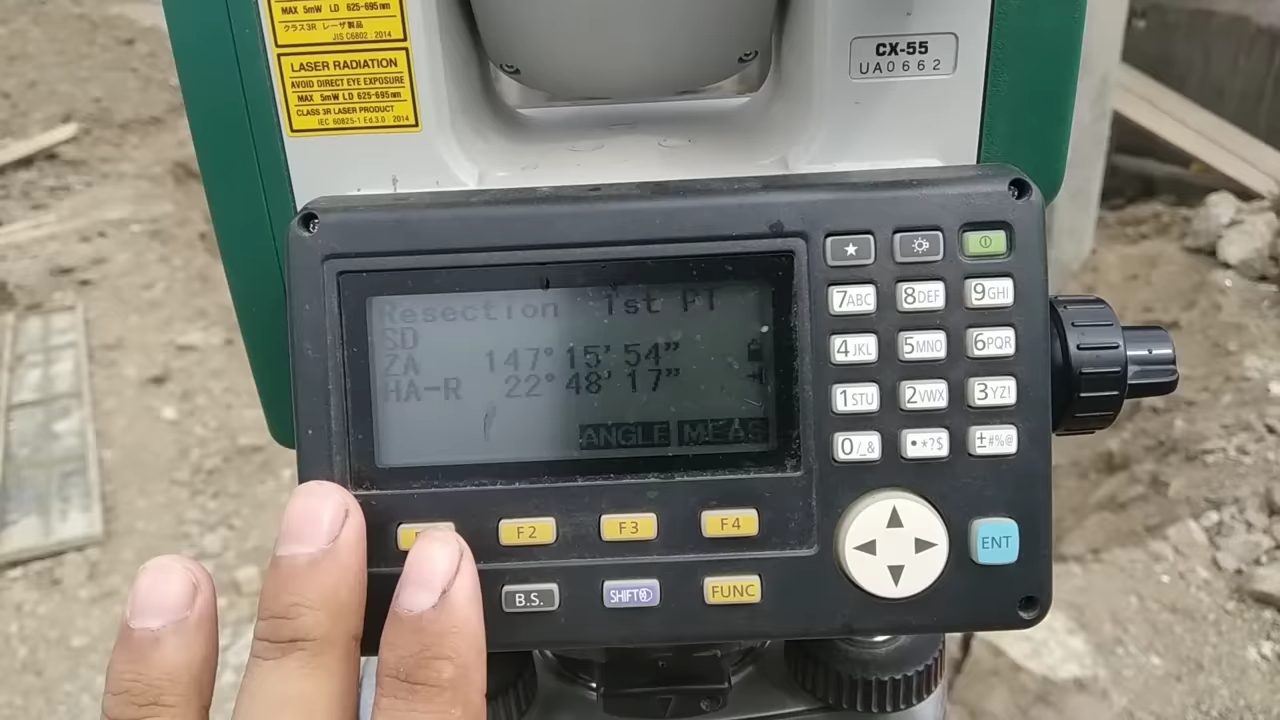 MAX 5mW LD 625-695nm
クラス3R レーザ製品
JIS C6802 : 2014
LASER RADIATION
AVOID DIRECT EYE EXPOSURE
MAX 5mW LD 625-695nm
CLASS 3R LASER PRODUCT
IEC 60825-1 Ed.3.0 : 2014
CX-55
UA0662
Resection 1st PT
SD
ZA 147° 15' 54"
HA-R 22° 48' 17"
ANGLE MEAS
★
7ABC 8DEF 9GHI
4JKL 5MNO 6PQR
1STU 2VWX 3YZ!
0/_& •*?$ ±#%@
F2 F3 F4
ENT
B.S. SHIFT FUNC